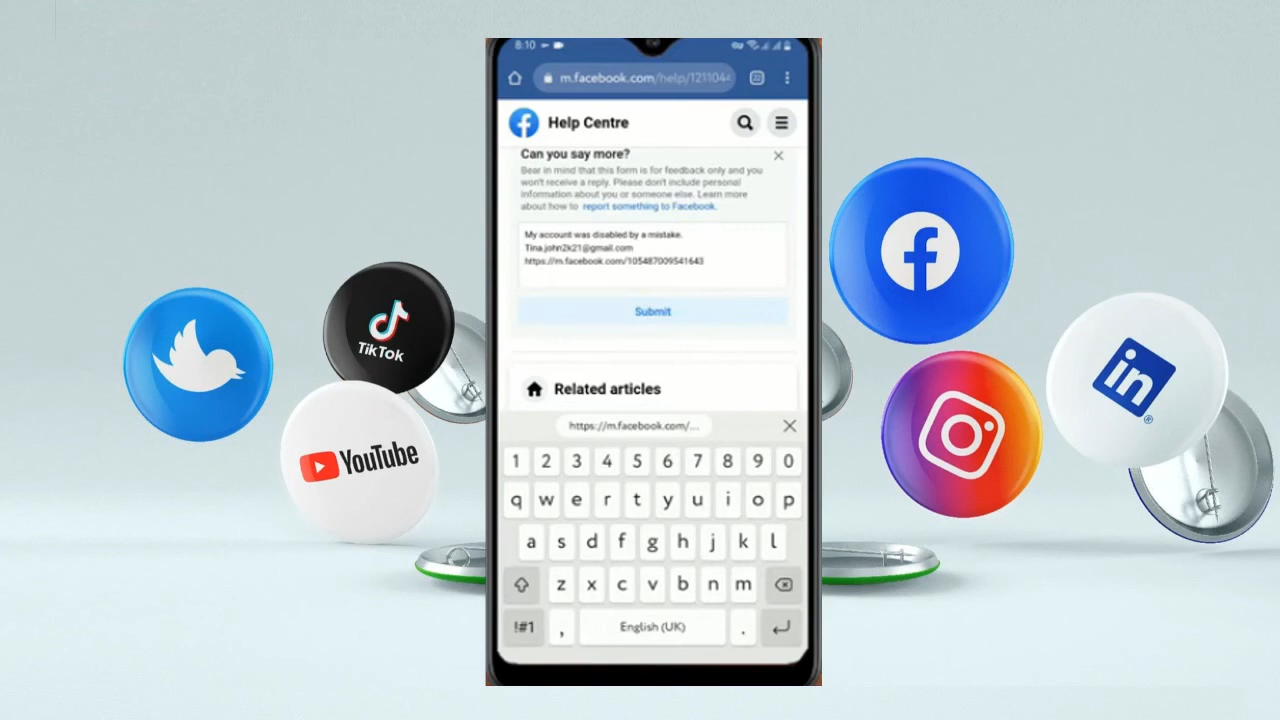 8:10
m.facebook.com/help/121104
22
Help Centre
Can you say more?
Bear in mind that this form is for feedback only and you
won't receive a reply. Please don't include personal
information about you or someone else. Learn more
about how to report something to Facebook.
My account was disabled by a mistake.
Tina.john2k21@gmail.com
https://m.facebook.com/105487009541643
Submit
Related articles
https://m.facebook.com/...
1 2 3 4 5 6 7 8 9 0
q w e r t y u i o p
a s d f g h j k l
z x c v b n m
!#1 , English (UK) .
TikTok
YouTube
in